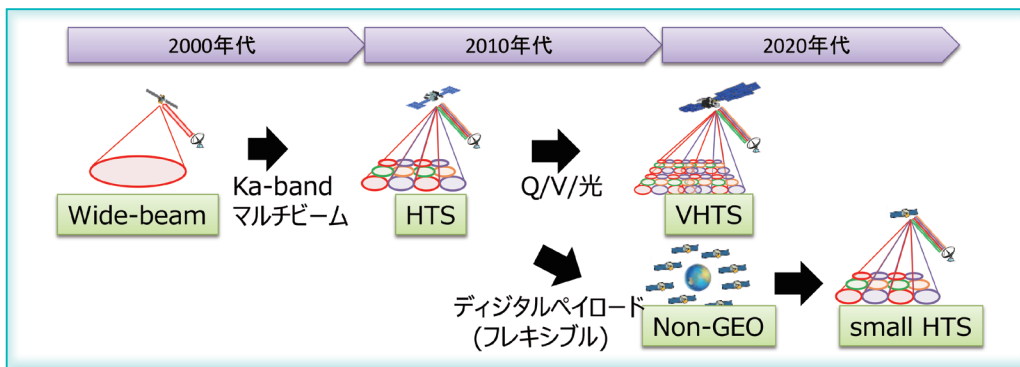 2000年代
2010年代
2020年代
Wide-beam
Ka-band
マルチビーム
HTS
Q/V/光
VHTS
ディジタルペイロード
(フレキシブル)
Non-GEO
small HTS